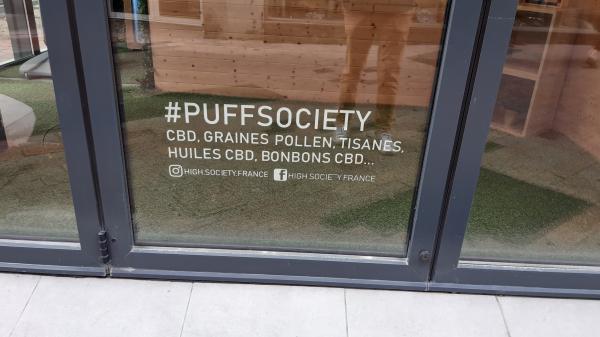 #PUFFSOCIETY
CBD, GRAINES POLLEN, TISANES,
HUILES CBD, BONBONS CBD...
HIGH.SOCIETY.FRANCE HIGH SOCIETY.FRANCE